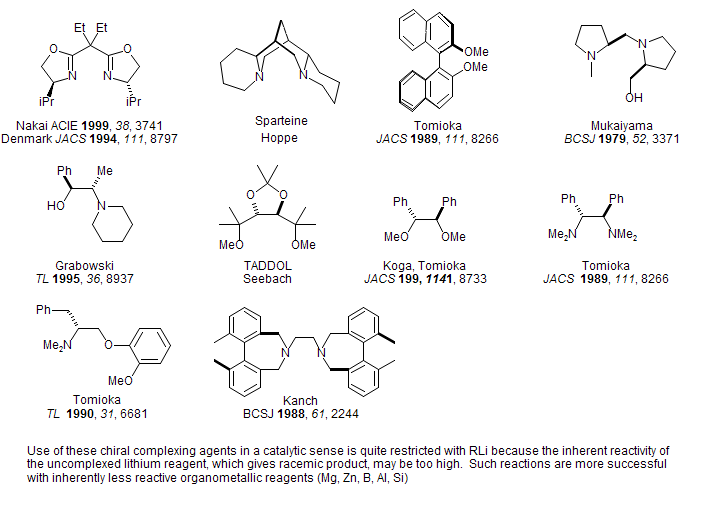 Et Et
O O
N N
iPr iPr
Nakai ACIE 1999, 38, 3741
Denmark JACS 1994, 111, 8797
N N
Sparteine
Hoppe
OMe
OMe
Tomioka
JACS 1989, 111, 8266
N N
OH
Mukaiyama
BCSJ 1979, 52, 3371
Ph Me
HO N
Grabowski
TL 1995, 36, 8937
O O
MeO OMe
TADDOL
Seebach
Ph Ph
MeO OMe
Koga, Tomioka
JACS 199, 1141, 8733
Ph Ph
Me2N NMe2
Tomioka
JACS 1989, 111, 8266
Ph
Me2N O
MeO
Tomioka
TL 1990, 31, 6681
N N
Kanch
BCSJ 1988, 61, 2244
Use of these chiral complexing agents in a catalytic sense is quite restricted with RLi because the inherent reactivity of
the uncomplexed lithium reagent, which gives racemic product, may be too high. Such reactions are more successful
with inherently less reactive organometallic reagents (Mg, Zn, B, Al, Si)